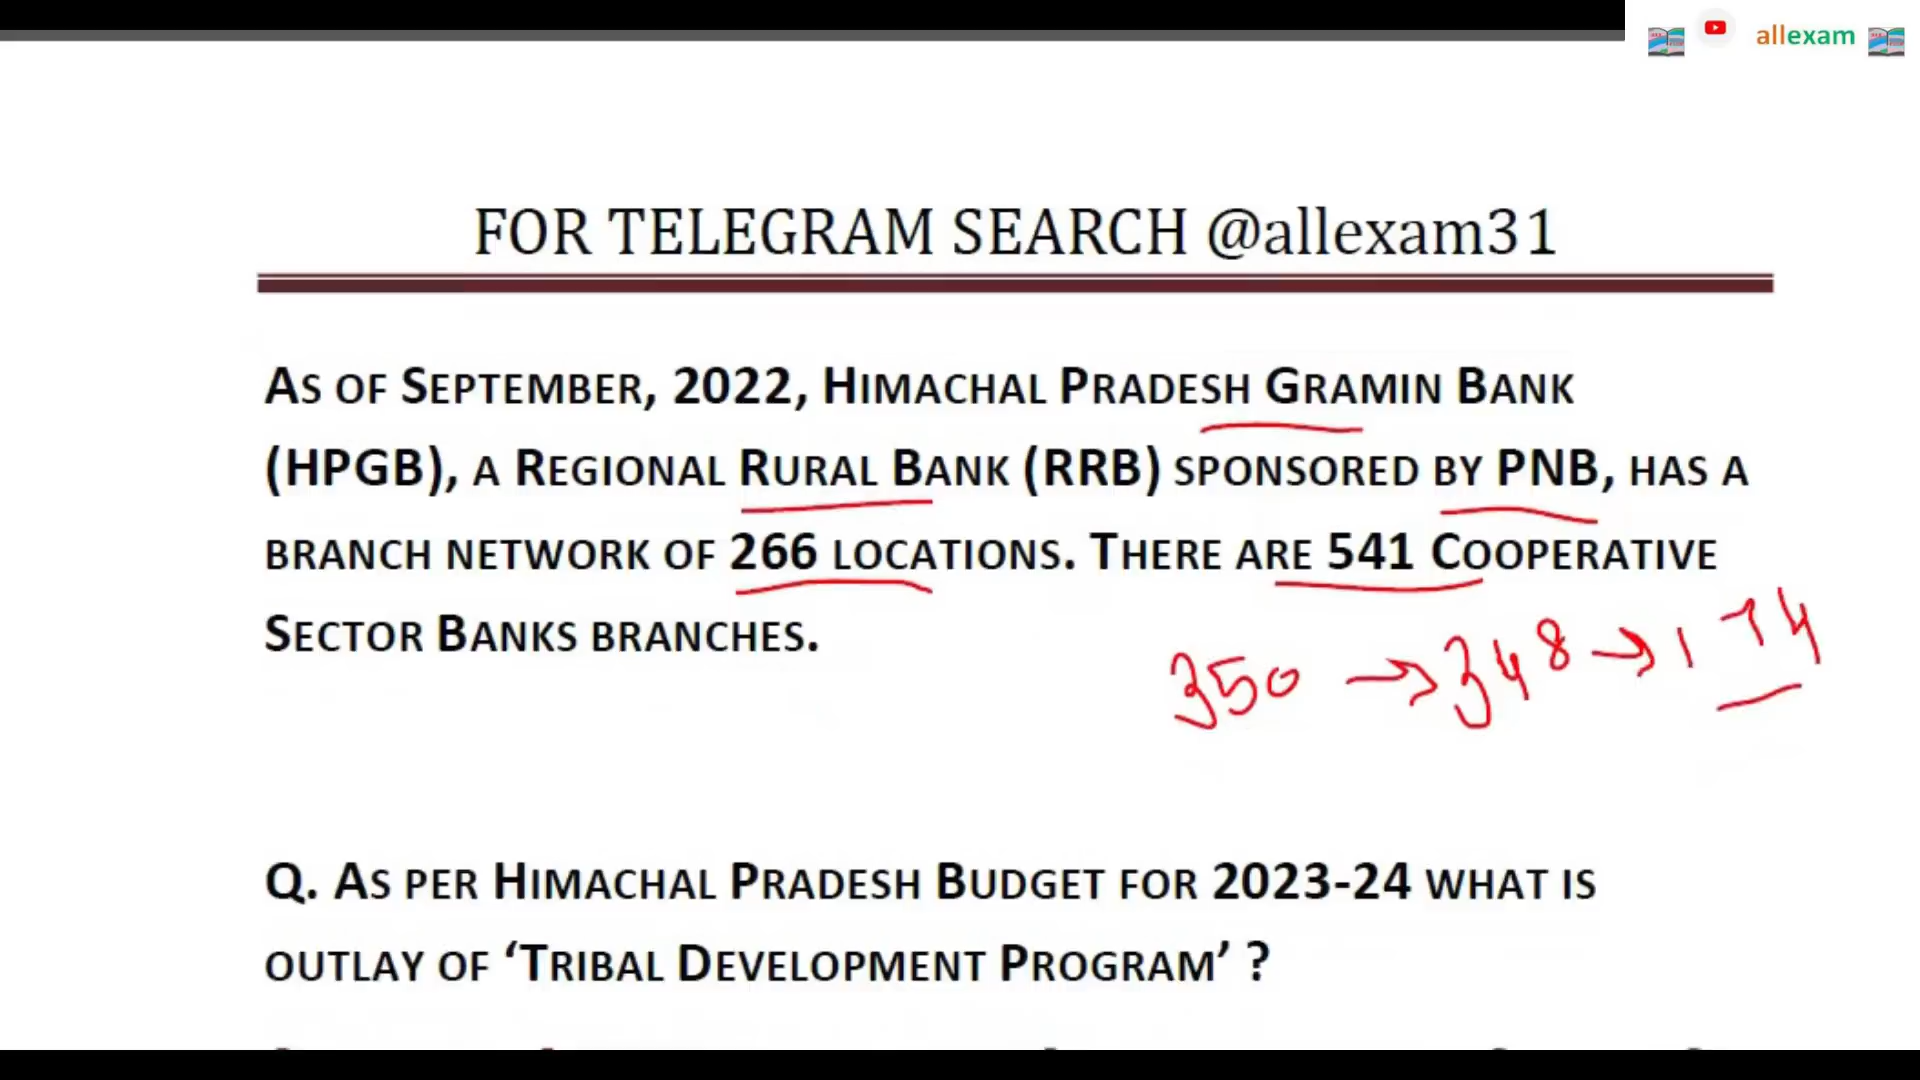 allexam
FOR TELEGRAM SEARCH @allexam31
AS OF SEPTEMBER, 2022, HIMACHAL PRADESH GRAMIN BANK
(HPGB), A REGIONAL RURAL BANK (RRB) SPONSORED BY PNB, HAS A
BRANCH NETWORK OF 266 LOCATIONS. THERE ARE 541 COOPERATIVE
SECTOR BANKS BRANCHES.
350 → 348 → 174
Q. AS PER HIMACHAL PRADESH BUDGET FOR 2023-24 WHAT IS
OUTLAY OF ‘TRIBAL DEVELOPMENT PROGRAM’ ?